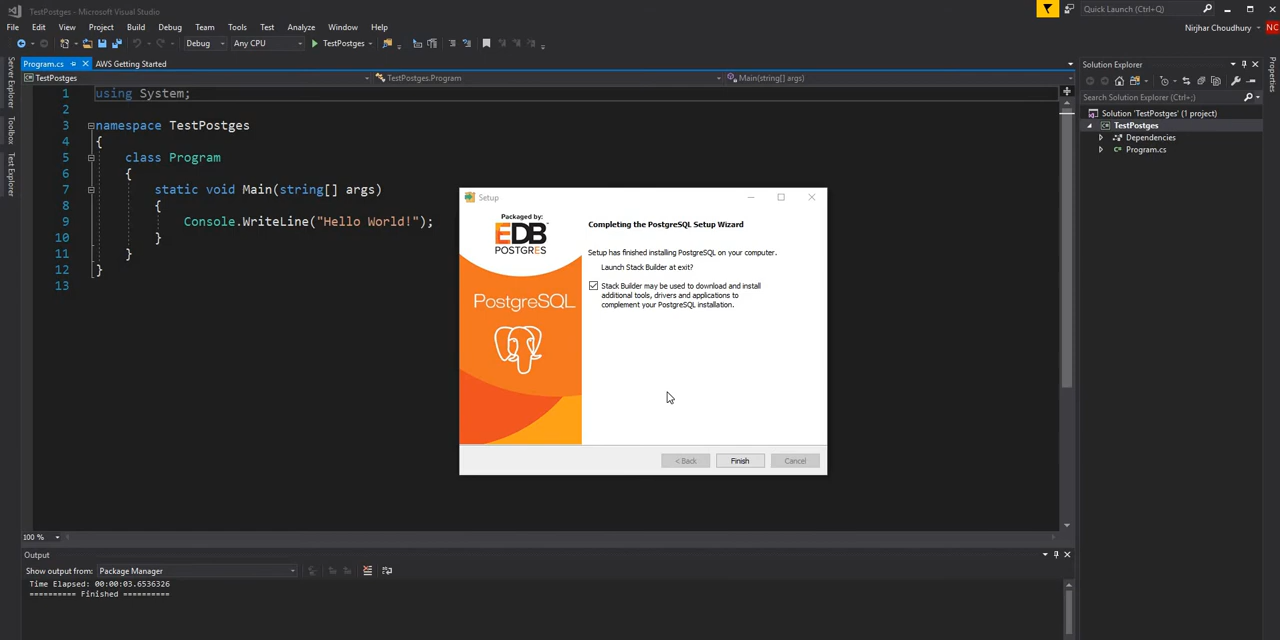 TestPostges - Microsoft Visual Studio
Quick Launch (Ctrl+Q)
File Edit View Project Build Debug Team Tools Test Analyze Window Help
Nirjhar Choudhury NC
Debug Any CPU TestPostges
Program.cs AWS Getting Started
TestPostges TestPostges.Program Main(string[] args)
Server Explorer
Toolbox
Test Explorer
1 using System;
2
3 namespace TestPostges
4 {
5 class Program
6 {
7 static void Main(string[] args)
8 {
9 Console.WriteLine("Hello World!");
10 }
11 }
12 }
13
Setup
Packaged by:
EDB
POSTGRES
PostgreSQL
Completing the PostgreSQL Setup Wizard
Setup has finished installing PostgreSQL on your computer.
Launch Stack Builder at exit?
Stack Builder may be used to download and install
additional tools, drivers and applications to
complement your PostgreSQL installation.
< Back Finish Cancel
Solution Explorer
Search Solution Explorer (Ctrl+;)
Solution 'TestPostges' (1 project)
TestPostges
Dependencies
Program.cs
Properties
100 %
Output
Show output from: Package Manager
Time Elapsed: 00:00:03.6536326
========== Finished ==========